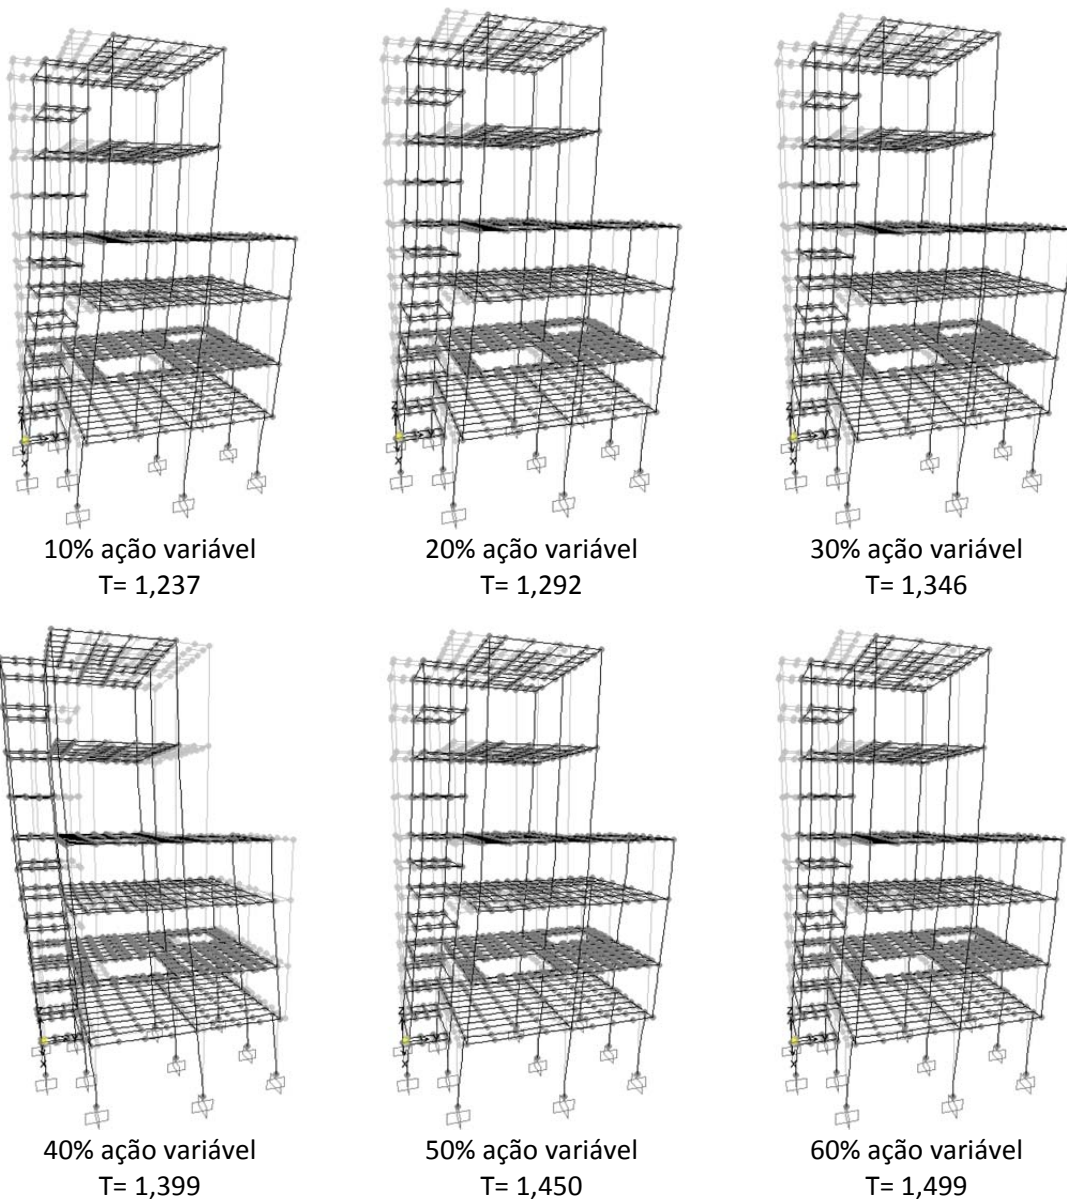 10% ação variável
T= 1,237
20% ação variável
T= 1,292
30% ação variável
T= 1,346
40% ação variável
T= 1,399
50% ação variável
T= 1,450
60% ação variável
T= 1,499